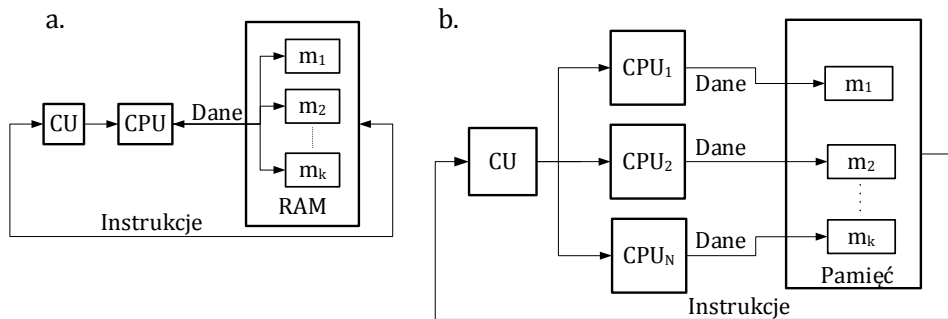 a.
m₁
Dane
m₂
CU
CPU
mₖ
RAM
Instrukcje
b.
CPU₁
Dane
m₁
CU
CPU₂
Dane
m₂
CPU_N
Dane
mₖ
Pamięć
Instrukcje